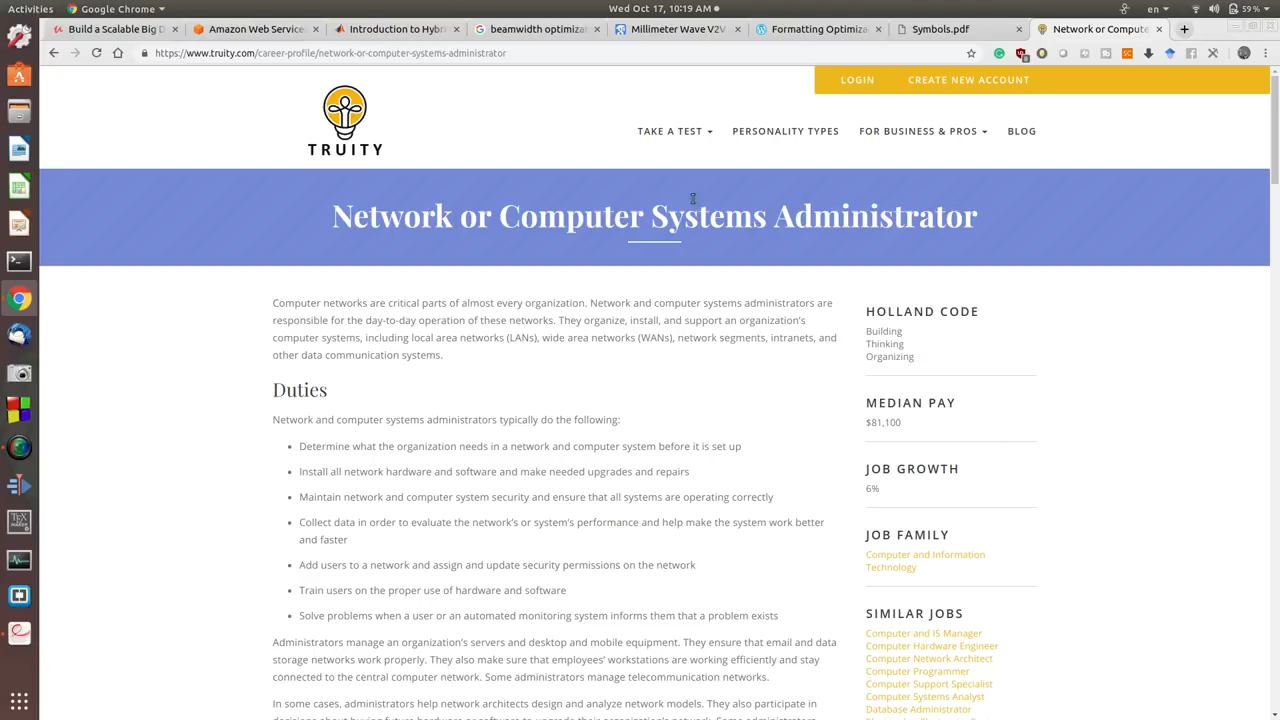 Activities
Google Chrome
Wed Oct 17, 10:19 AM
en
59%
Build a Scalable Big D
Amazon Web Service
Introduction to Hybri
beamwidth optimizat
Millimeter Wave V2V
Formatting Optimiza
Symbols.pdf
Network or Compute
https://www.truity.com/career-profile/network-or-computer-systems-administrator
LOGIN
CREATE NEW ACCOUNT
TRUITY
TAKE A TEST
PERSONALITY TYPES
FOR BUSINESS & PROS
BLOG
Network or Computer Systems Administrator
Computer networks are critical parts of almost every organization. Network and computer systems administrators are
responsible for the day-to-day operation of these networks. They organize, install, and support an organization's
computer systems, including local area networks (LANs), wide area networks (WANs), network segments, intranets, and
other data communication systems.
Duties
Network and computer systems administrators typically do the following:
• Determine what the organization needs in a network and computer system before it is set up
• Install all network hardware and software and make needed upgrades and repairs
• Maintain network and computer system security and ensure that all systems are operating correctly
• Collect data in order to evaluate the network's or system's performance and help make the system work better
and faster
• Add users to a network and assign and update security permissions on the network
• Train users on the proper use of hardware and software
• Solve problems when a user or an automated monitoring system informs them that a problem exists
Administrators manage an organization's servers and desktop and mobile equipment. They ensure that email and data
storage networks work properly. They also make sure that employees' workstations are working efficiently and stay
connected to the central computer network. Some administrators manage telecommunication networks.
In some cases, administrators help network architects design and analyze network models. They also participate in
HOLLAND CODE
Building
Thinking
Organizing
MEDIAN PAY
$81,100
JOB GROWTH
6%
JOB FAMILY
Computer and Information
Technology
SIMILAR JOBS
Computer and IS Manager
Computer Hardware Engineer
Computer Network Architect
Computer Programmer
Computer Support Specialist
Computer Systems Analyst
Database Administrator